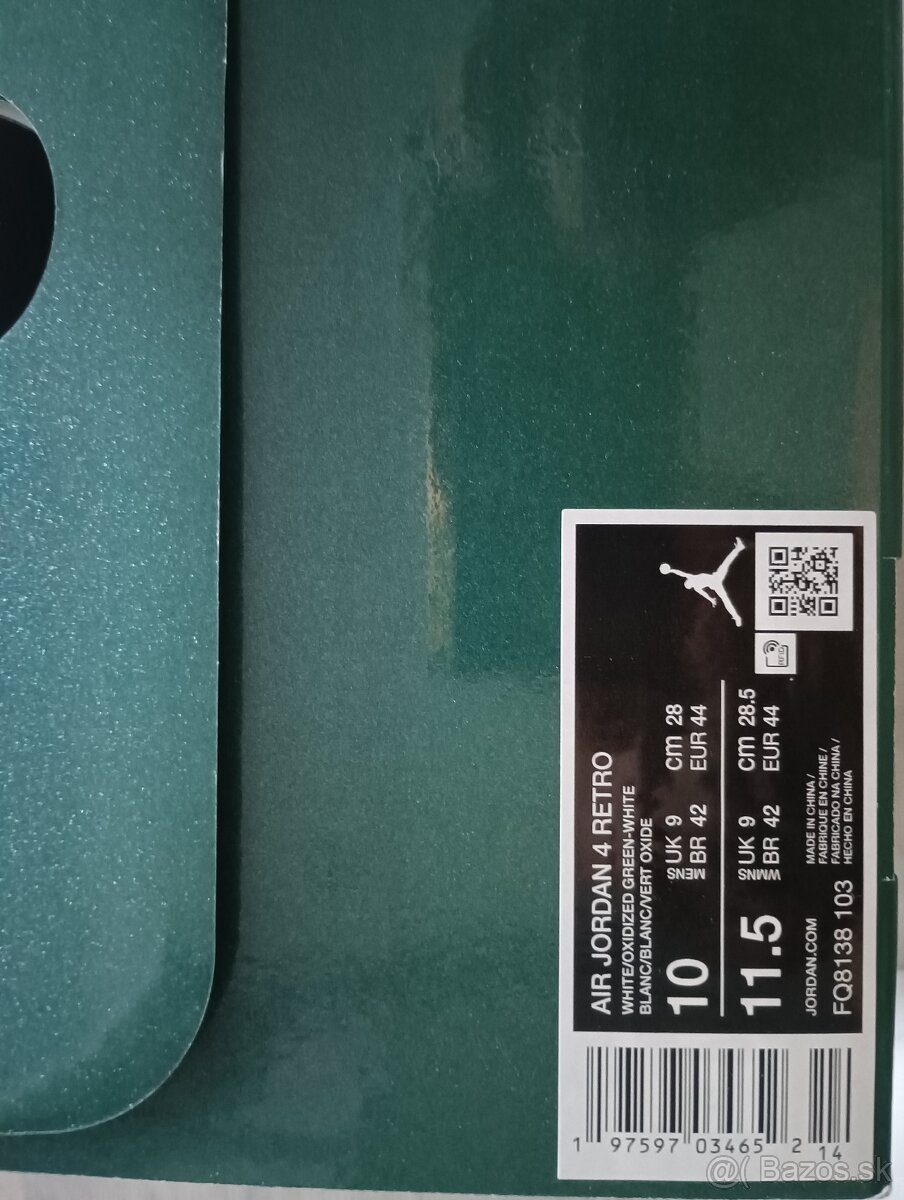 AIR JORDAN 4 RETRO
WHITE/OXIDIZED GREEN-WHITE
BLANC/BLANC/VERT OXIDE
10 MENS UK 9 cm 28
BR 42 EUR 44
11.5 WMNS UK 9 cm 28.5
BR 42 EUR 44
RFID
JORDAN.COM
FQ8138 103
MADE IN CHINA /
FABRIQUE EN CHINE /
FABRICADO NA CHINA /
HECHO EN CHINA
1 97597 03465 2 14
@( Bazos.sk